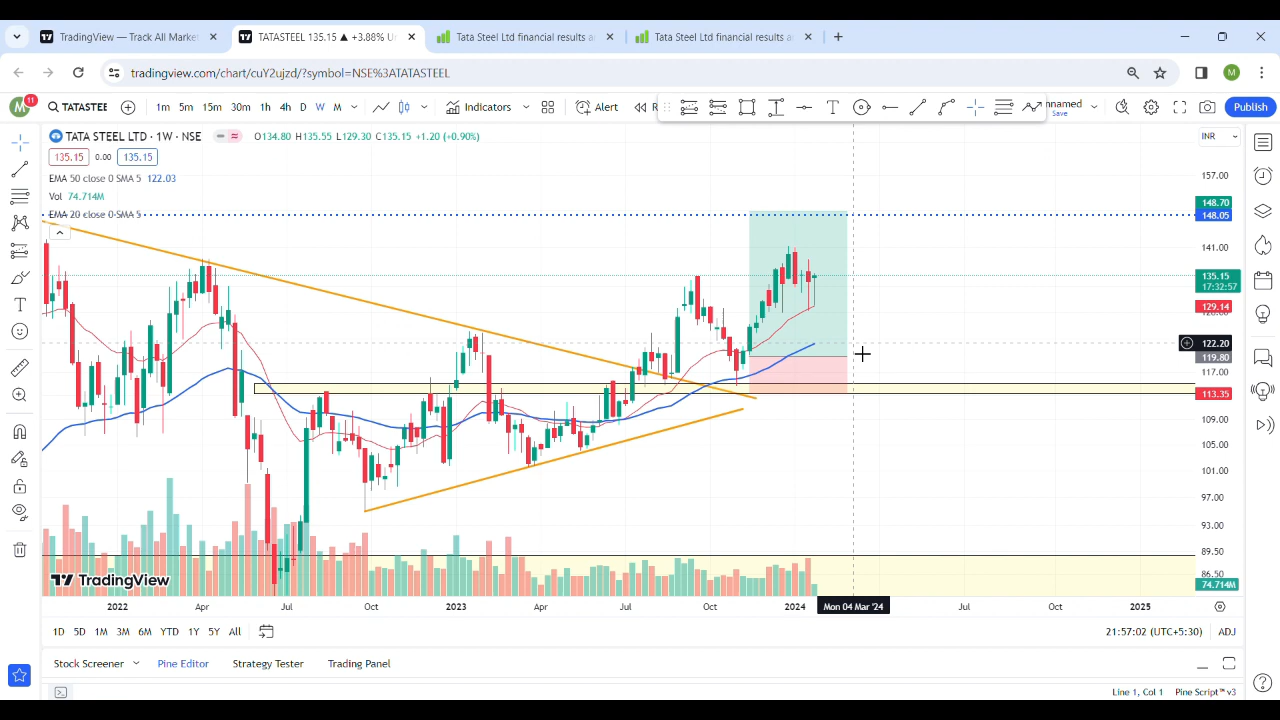 TradingView — Track All Marke
TATASTEEL 135.15 ▲ +3.88% U
Tata Steel Ltd financial results a
Tata Steel Ltd financial results a
tradingview.com/chart/cuY2ujzd/?symbol=NSE%3ATATASTEEL
M
M 11 TATASTEE 1m 5m 15m 30m 1h 4h D W M Indicators Alert R
nnamed
Save
Publish
TATA STEEL LTD · 1W · NSE O134.80 H135.55 L129.30 C135.15 +1.20 (+0.90%)
INR
135.15 0.00 135.15
EMA 50 close 0 SMA 5 122.03
Vol 74.714M
EMA 20 close 0 SMA 5
157.00
148.70
148.05
141.00
135.15
17:32:57
129.14
122.20
119.80
117.00
113.35
109.00
105.00
101.00
97.00
93.00
89.50
86.50
74.714M
TradingView
2022 Apr Jul Oct 2023 Apr Jul Oct 2024 Mon 04 Mar '24 Jul Oct 2025
1D 5D 1M 3M 6M YTD 1Y 5Y All
21:57:02 (UTC+5:30) ADJ
Stock Screener Pine Editor Strategy Tester Trading Panel
Line 1, Col 1 Pine Script™ v3